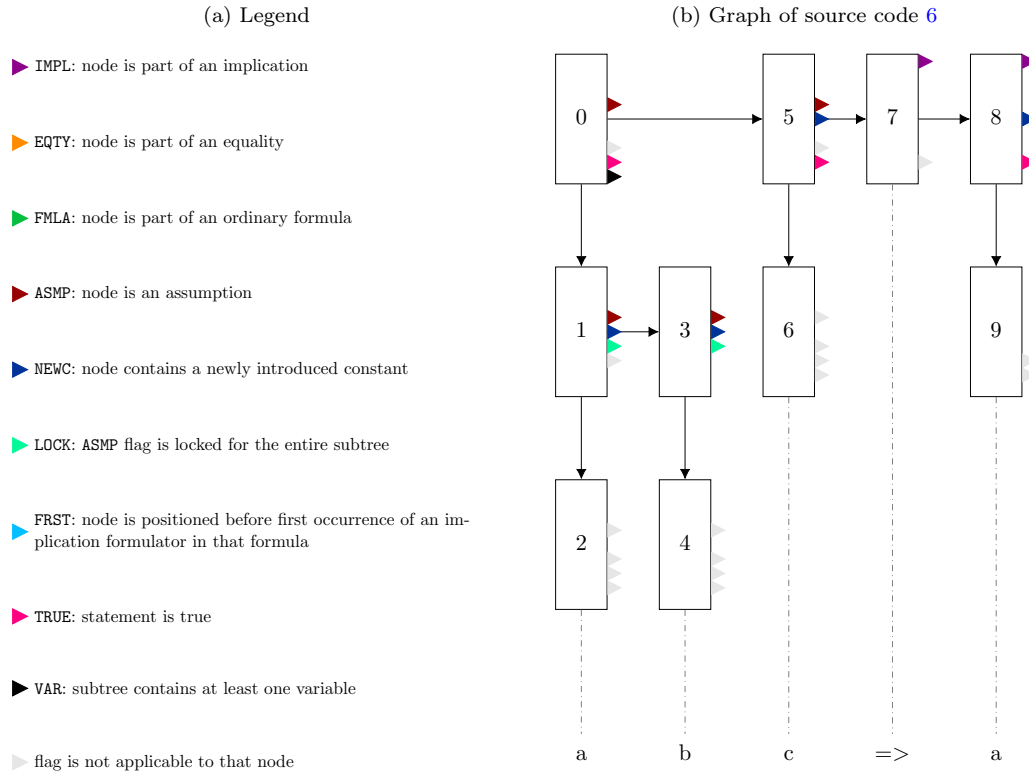 (a) Legend
IMPL: node is part of an implication
EQTY: node is part of an equality
FMLA: node is part of an ordinary formula
ASMP: node is an assumption
NEWC: node contains a newly introduced constant
LOCK: ASMP flag is locked for the entire subtree
FRST: node is positioned before first occurrence of an im-
plication formulator in that formula
TRUE: statement is true
VAR: subtree contains at least one variable
flag is not applicable to that node
(b) Graph of source code 6
0 5 7 8
1 3 6 9
2 4
a b c => a